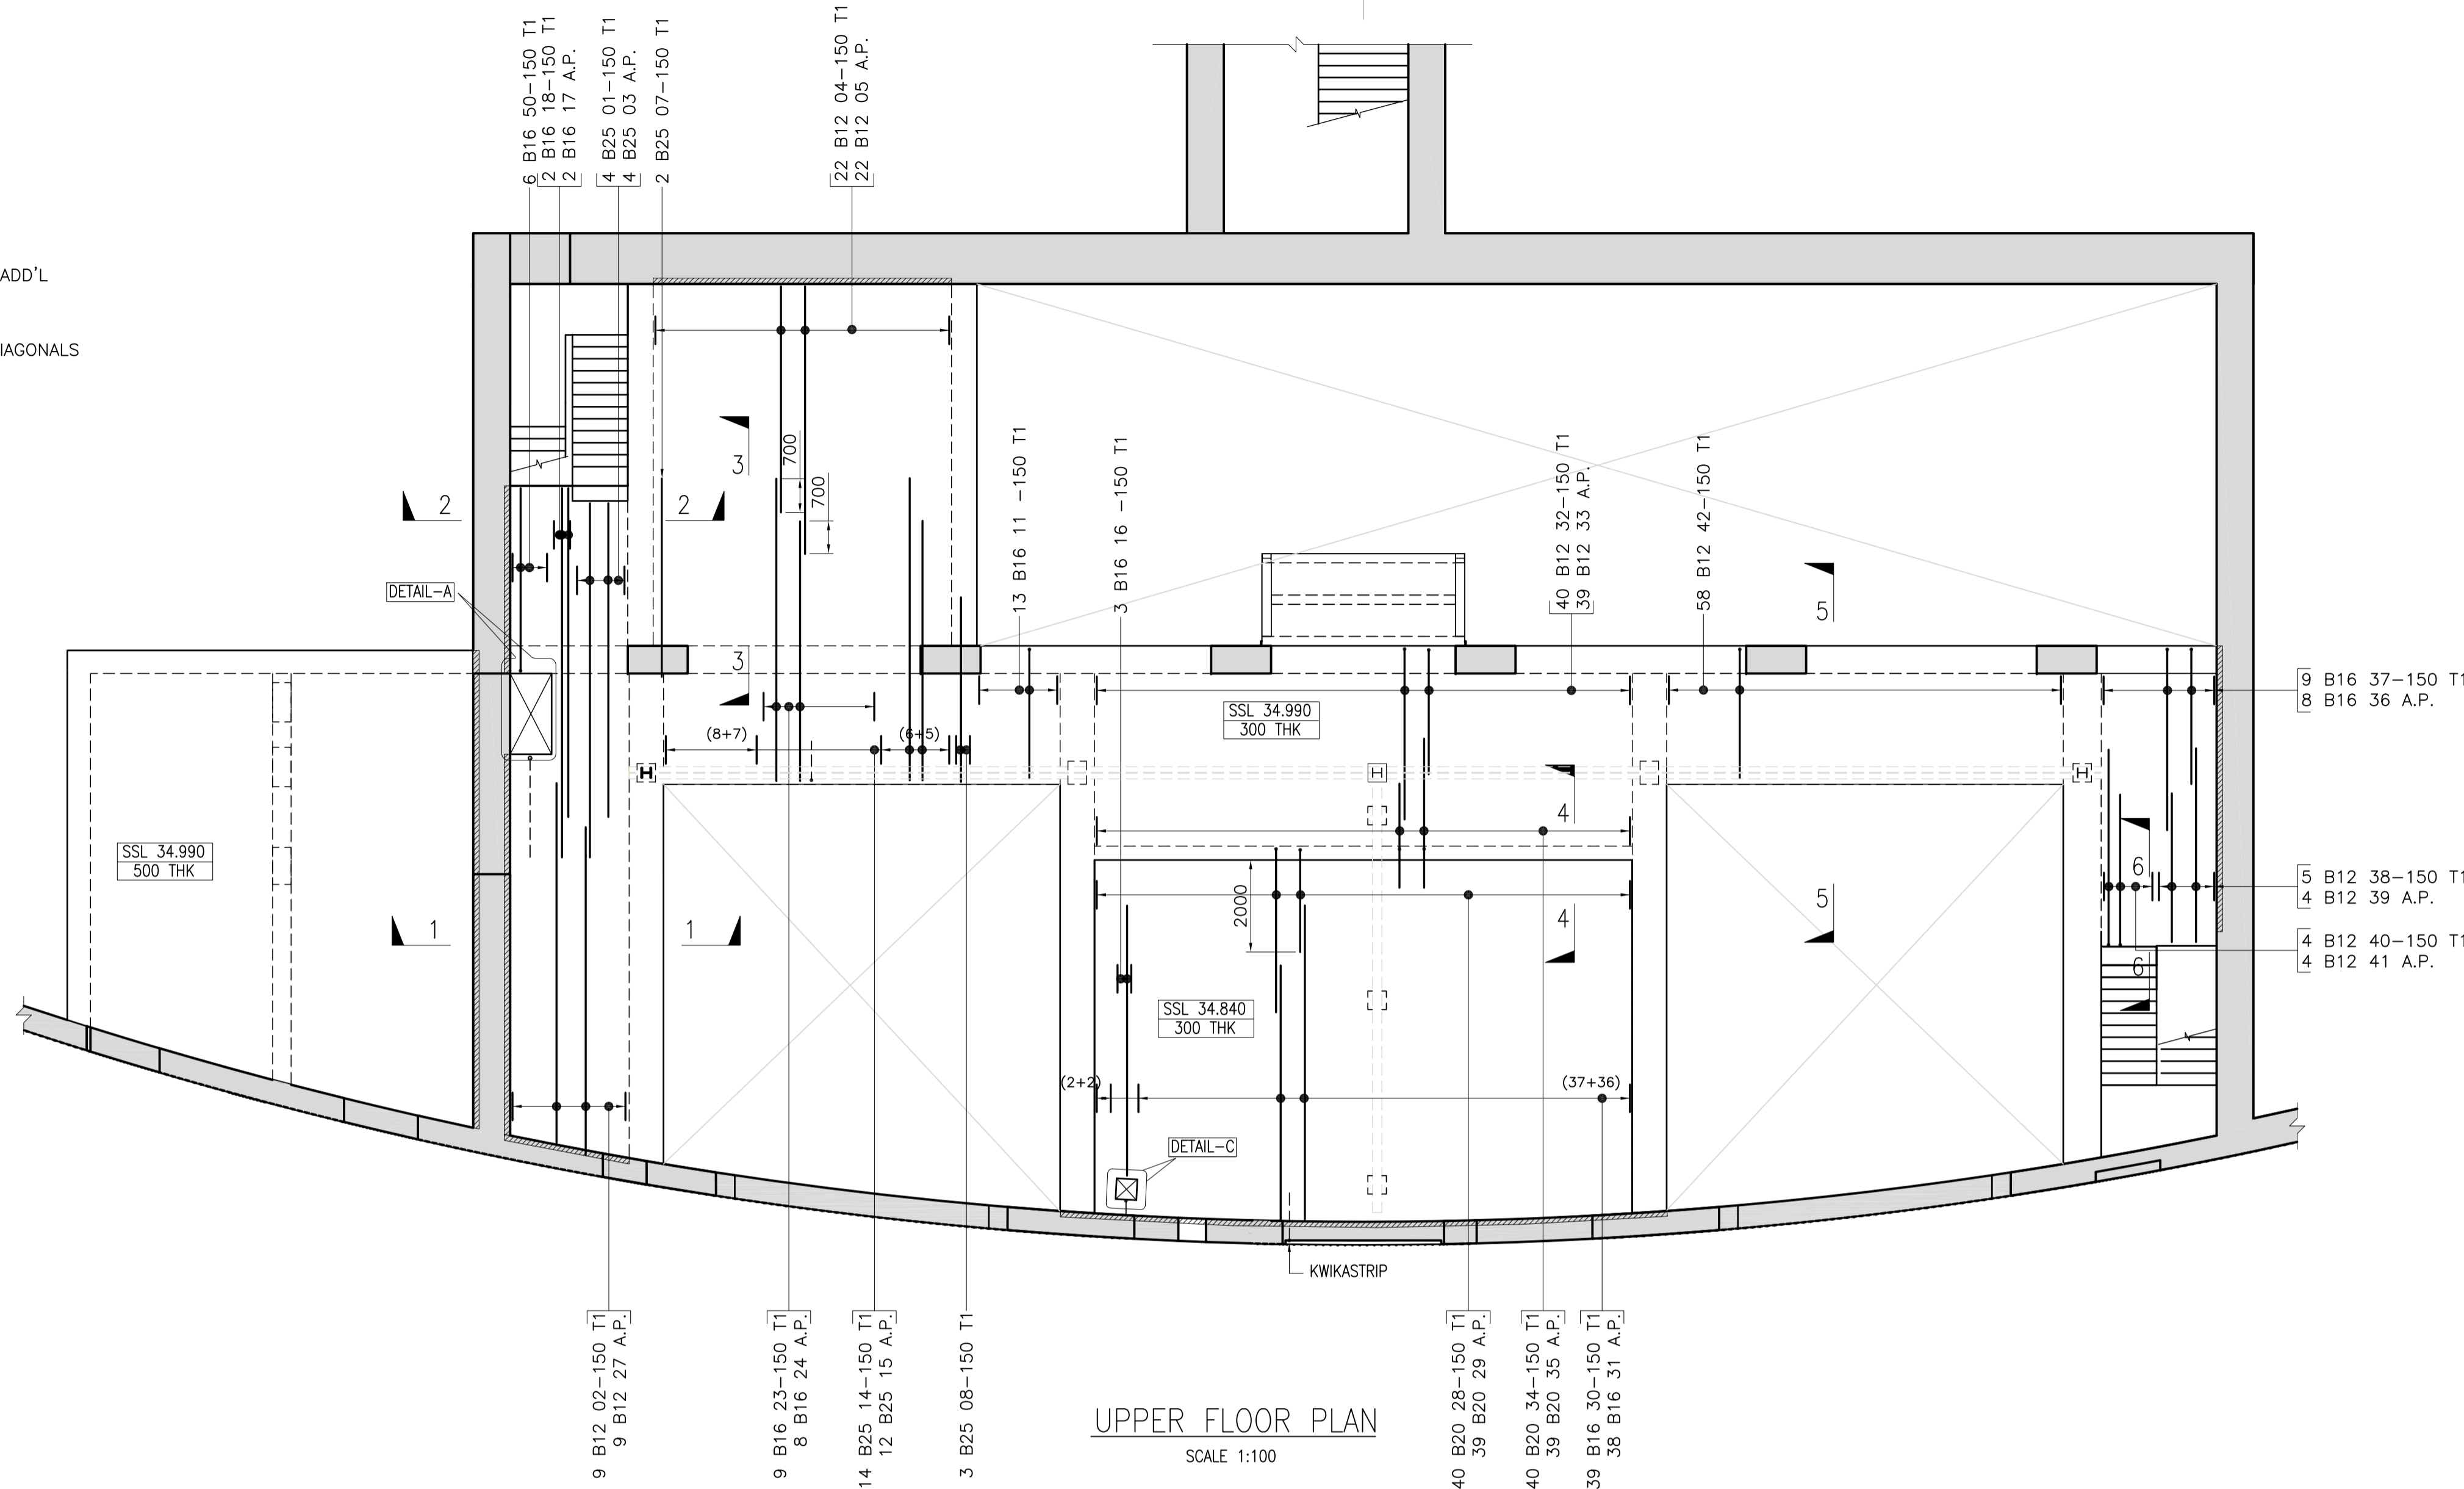 6 B16 50-150 T1
2 B16 18-150 T1
2 B16 17 A.P.
4 B25 01-150 T1
4 B25 03 A.P.
2 B25 07-150 T1
22 B12 04-150 T1
22 B12 05 A.P.
ADD'L
IAGONALS
3
700
700
2
2
DETAIL-A
13 B16 11 -150 T1
3 B16 16 -150 T1
40 B12 32-150 T1
39 B12 33 A.P.
58 B12 42-150 T1
5
3
9 B16 37-150 T1
8 B16 36 A.P.
SSL 34.990
300 THK
(8+7)
(6+5)
H
H
H
4
SSL 34.990
500 THK
6
5 B12 38-150 T1
4 B12 39 A.P.
2000
5
4
1
1
4 B12 40-150 T1
4 B12 41 A.P.
6
SSL 34.840
300 THK
(2+2)
(37+36)
DETAIL-C
KWIKASTRIP
9 B12 02-150 T1
9 B12 27 A.P.
9 B16 23-150 T1
8 B16 24 A.P.
14 B25 14-150 T1
12 B25 15 A.P.
3 B25 08-150 T1
40 B20 28-150 T1
39 B20 29 A.P.
40 B20 34-150 T1
39 B20 35 A.P.
39 B16 30-150 T1
38 B16 31 A.P.
UPPER FLOOR PLAN
SCALE 1:100